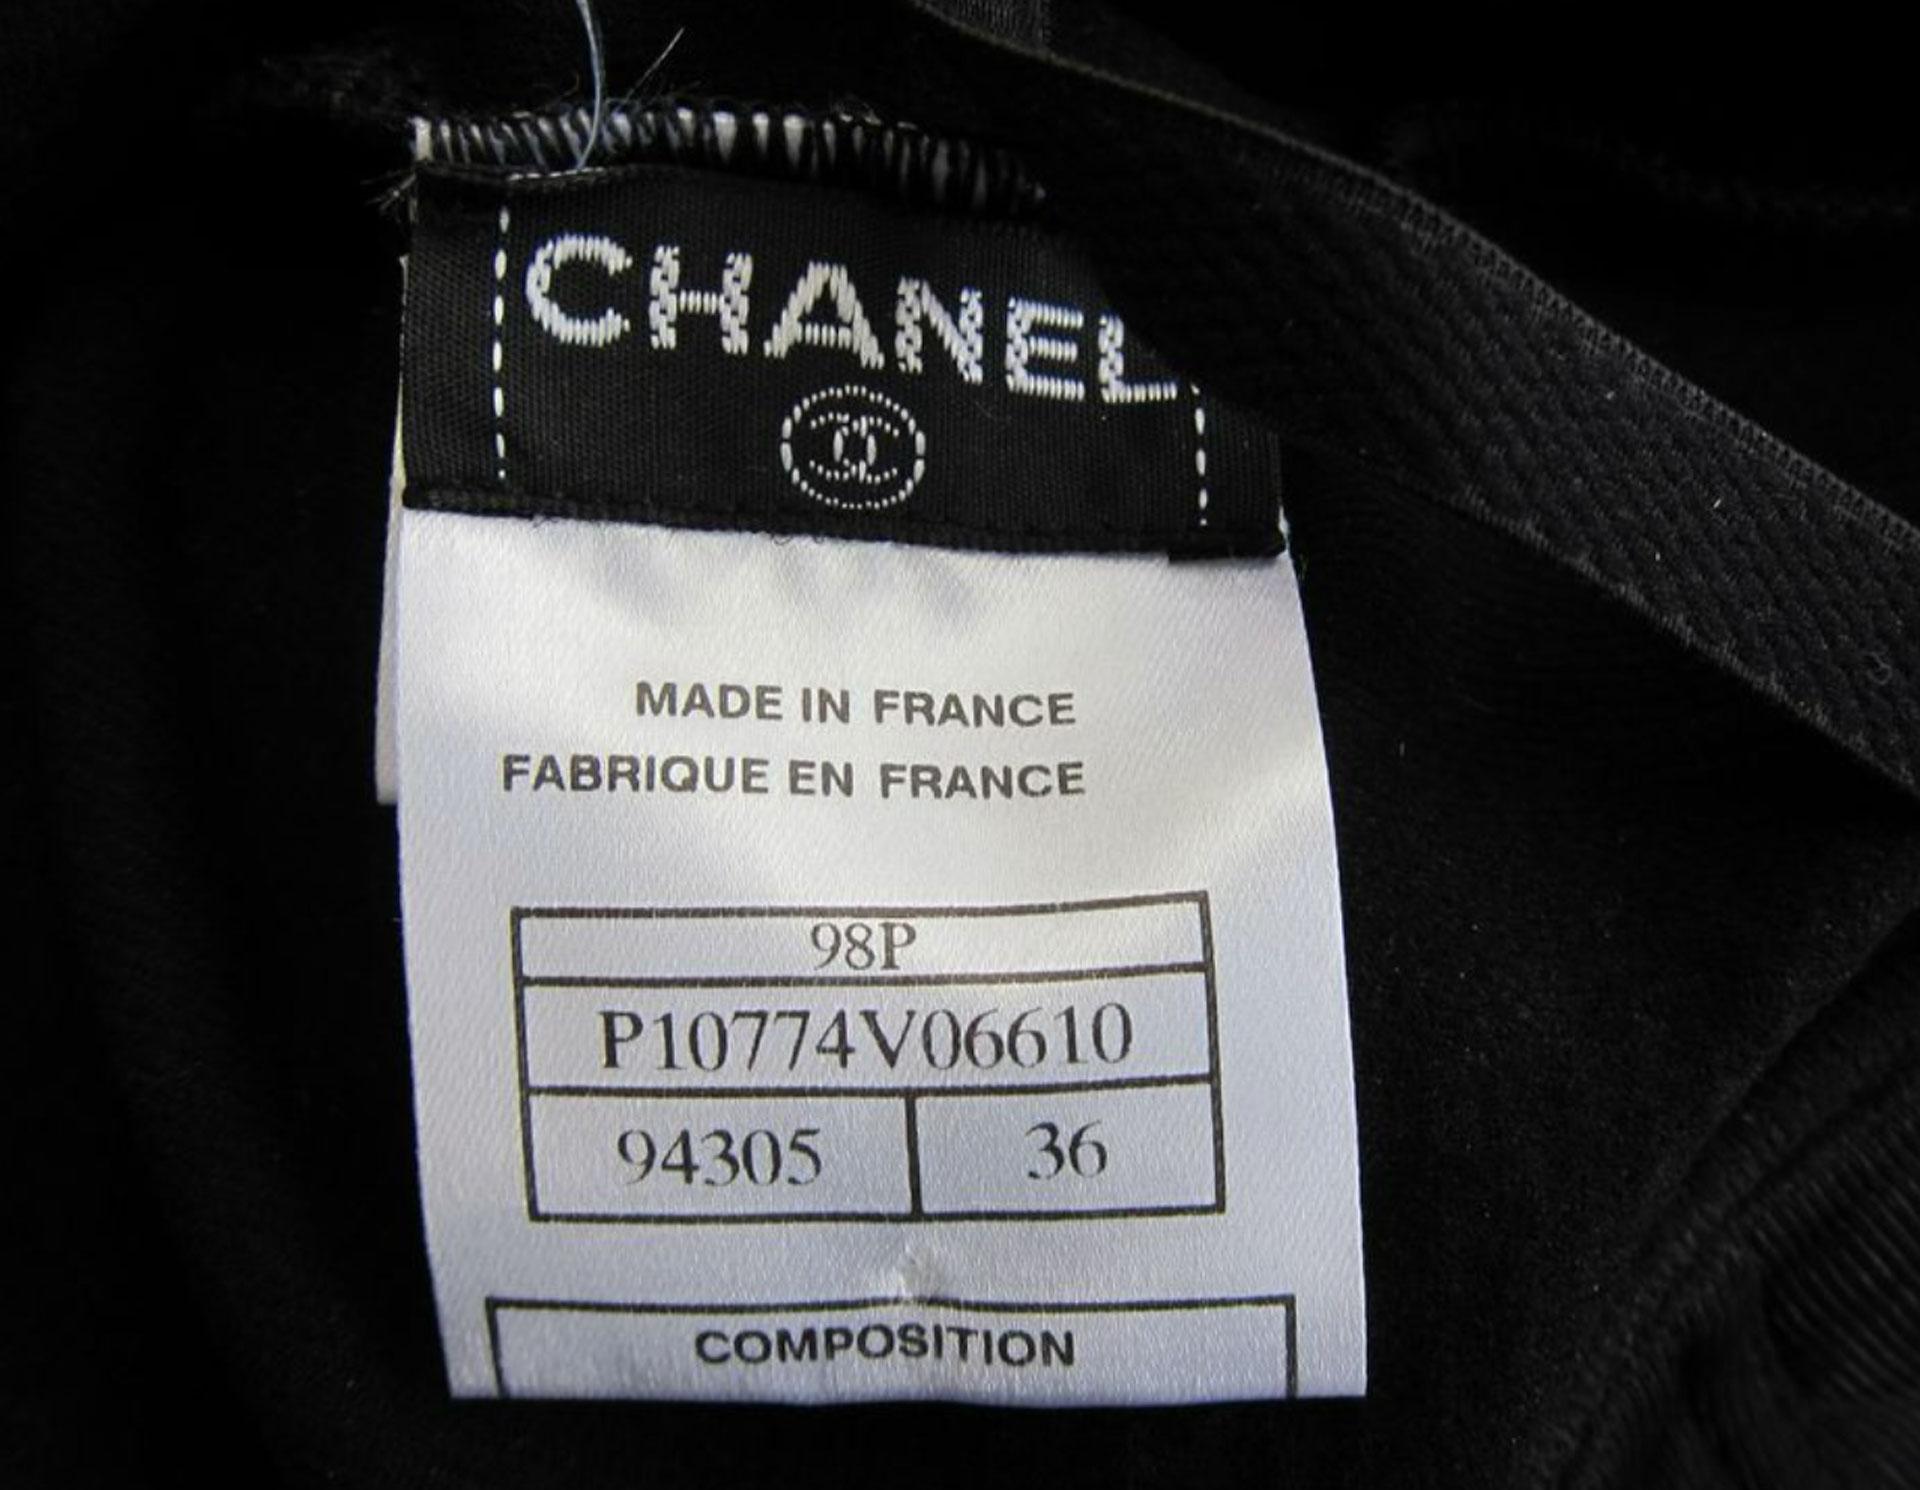 CHANEL
MADE IN FRANCE
FABRIQUE EN FRANCE
98P
P10774V06610
94305 36
COMPOSITION